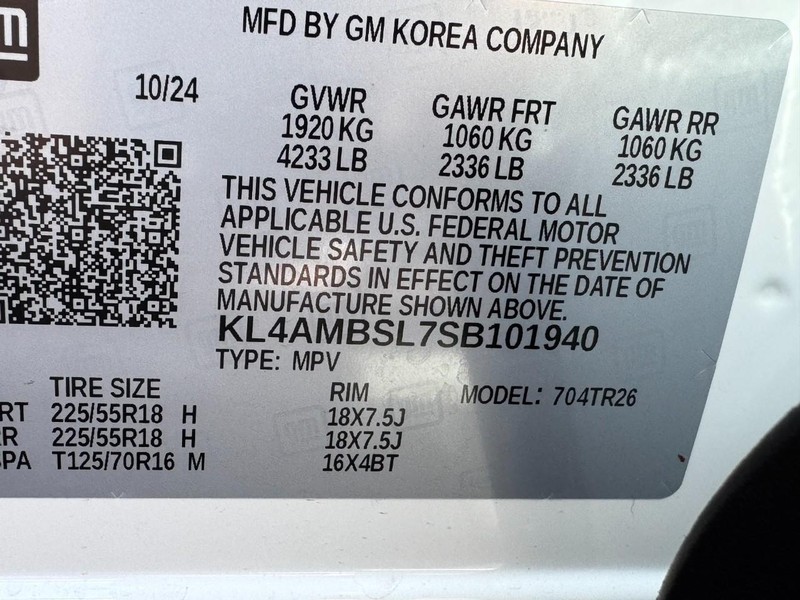 gm
MFD BY GM KOREA COMPANY
10/24
GVWR GAWR FRT GAWR RR
1920 KG 1060 KG 1060 KG
4233 LB 2336 LB 2336 LB
THIS VEHICLE CONFORMS TO ALL
APPLICABLE U.S. FEDERAL MOTOR
VEHICLE SAFETY AND THEFT PREVENTION
STANDARDS IN EFFECT ON THE DATE OF
MANUFACTURE SHOWN ABOVE.
KL4AMBSL7SB101940
TYPE: MPV
TIRE SIZE RIM MODEL: 704TR26
RT 225/55R18 H 18X7.5J
R 225/55R18 H 18X7.5J
PA T125/70R16 M 16X4BT